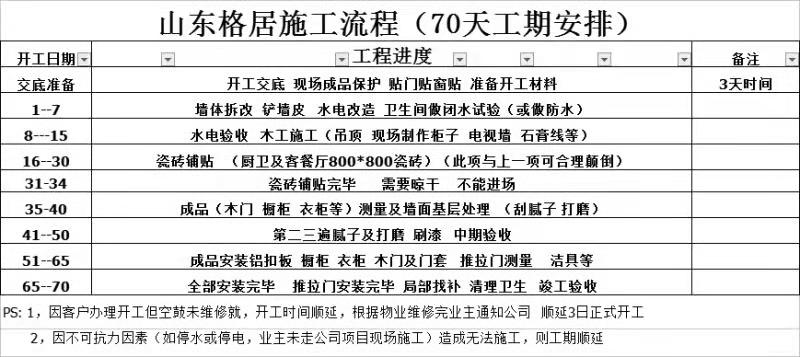 山东格居施工流程（70天工期安排）
开工日期 工程进度 备注
交底准备 开工交底 现场成品保护 贴门贴窗贴 准备开工材料 3天时间
1--7 墙体拆改 铲墙皮 水电改造 卫生间做闭水试验（或做防水）
8---15 水电验收 木工施工（吊顶 现场制作柜子 电视墙 石膏线等）
16--30 瓷砖铺贴 （厨卫及客餐厅800*800瓷砖）（此项与上一项可合理颠倒）
31-34 瓷砖铺贴完毕 需要晾干 不能进场
35-40 成品（木门 橱柜 衣柜等）测量及墙面基层处理 （刮腻子 打磨）
41--50 第二三遍腻子及打磨 刷漆 中期验收
51--65 成品安装铝扣板 橱柜 衣柜 木门及门套 推拉门测量 洁具等
65--70 全部安装完毕 推拉门安装完毕 局部找补 清理卫生 竣工验收
PS: 1，因客户办理开工但空鼓未维修就，开工时间顺延，根据物业维修完业主通知公司 顺延3日正式开工
2，因不可抗力因素（如停水或停电，业主未走公司项目现场施工）造成无法施工，则工期顺延